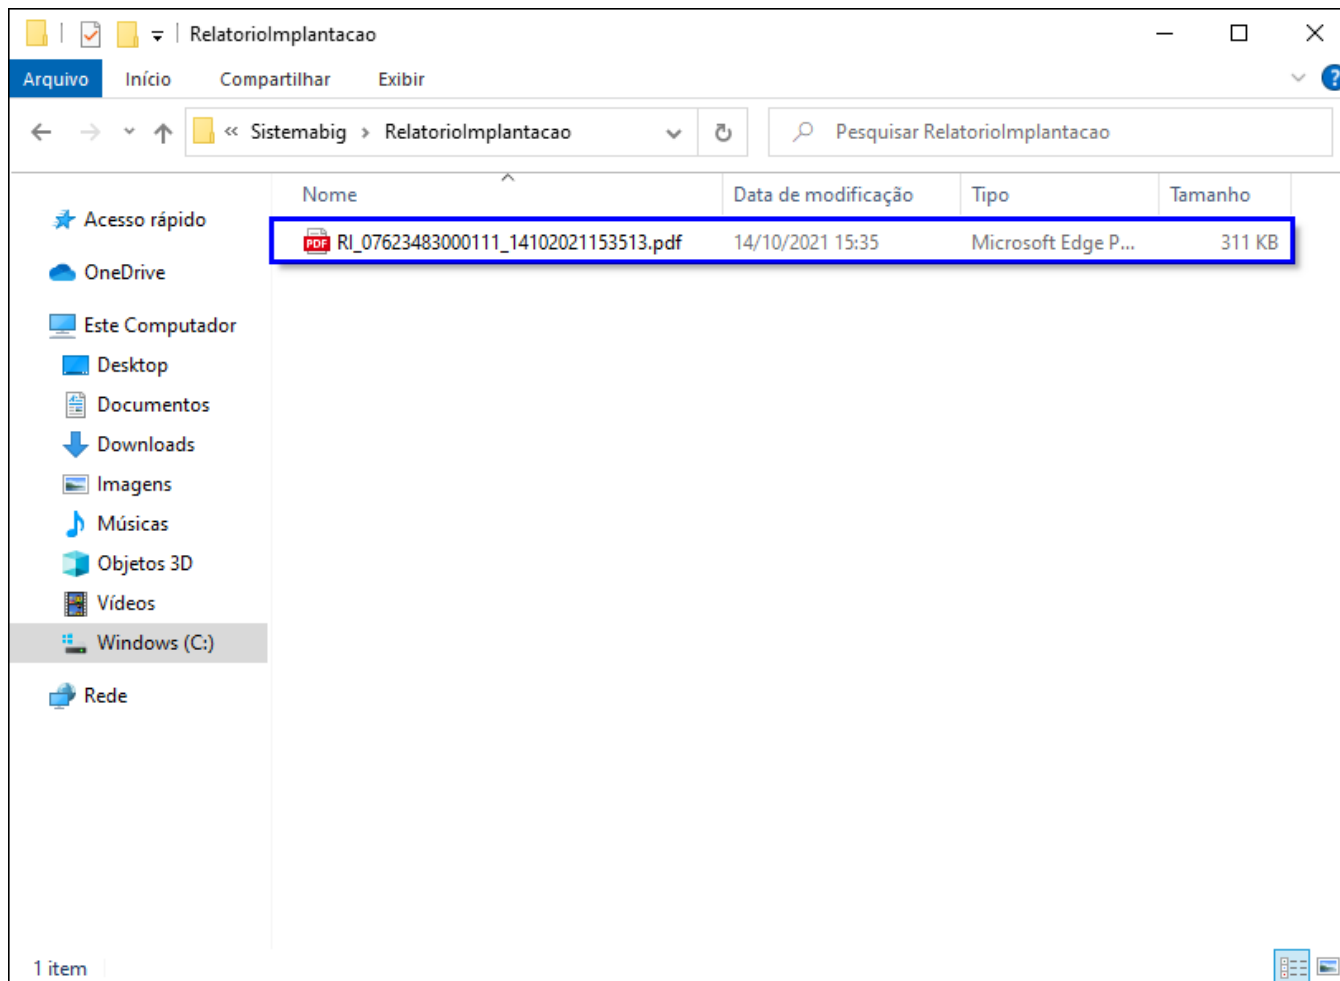 RelatorioImplantacao
Arquivo Início Compartilhar Exibir ?
« Sistemabig › RelatorioImplantacao Pesquisar RelatorioImplantacao
Nome Data de modificação Tipo Tamanho
PDF RI_07623483000111_14102021153513.pdf 14/10/2021 15:35 Microsoft Edge P... 311 KB
Acesso rápido
OneDrive
Este Computador
Desktop
Documentos
Downloads
Imagens
Músicas
Objetos 3D
Vídeos
Windows (C:)
Rede
1 item